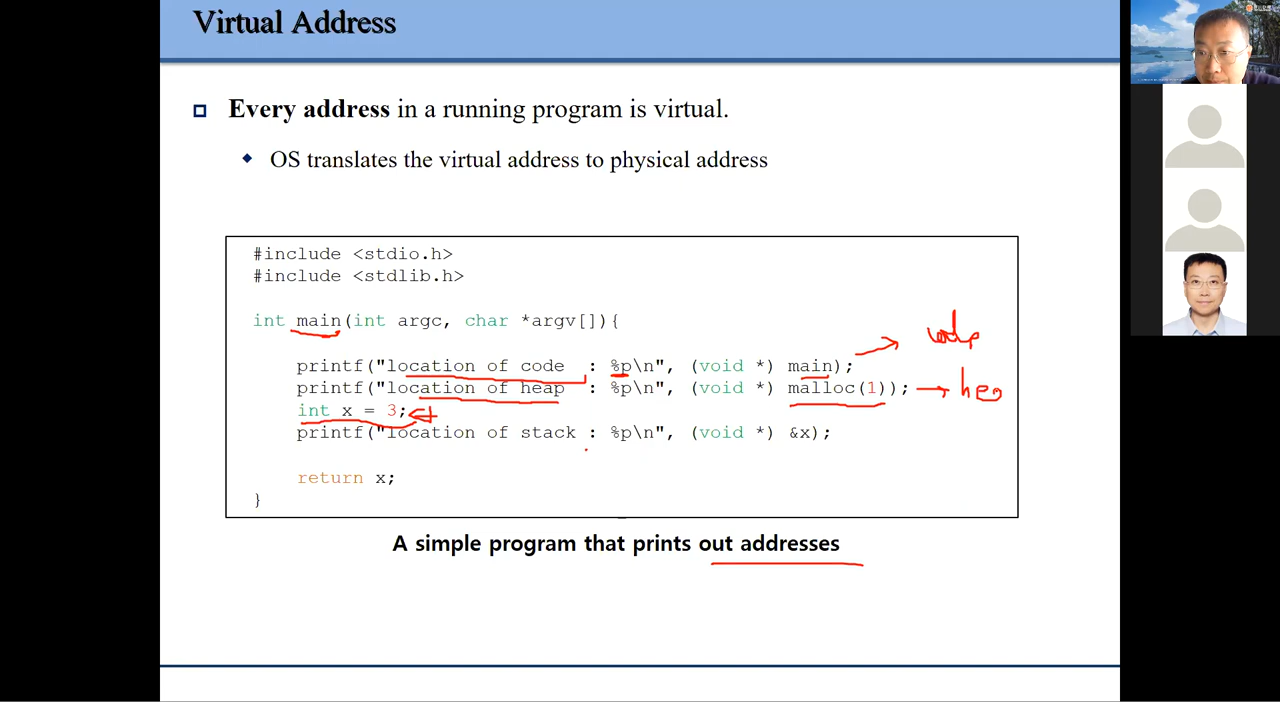 Virtual Address
Every address in a running program is virtual.
OS translates the virtual address to physical address
#include <stdio.h>
#include <stdlib.h>
int main(int argc, char *argv[]){
printf("location of code : %p\n", (void *) main);
printf("location of heap : %p\n", (void *) malloc(1));
int x = 3;
printf("location of stack : %p\n", (void *) &x);
return x;
}
A simple program that prints out addresses